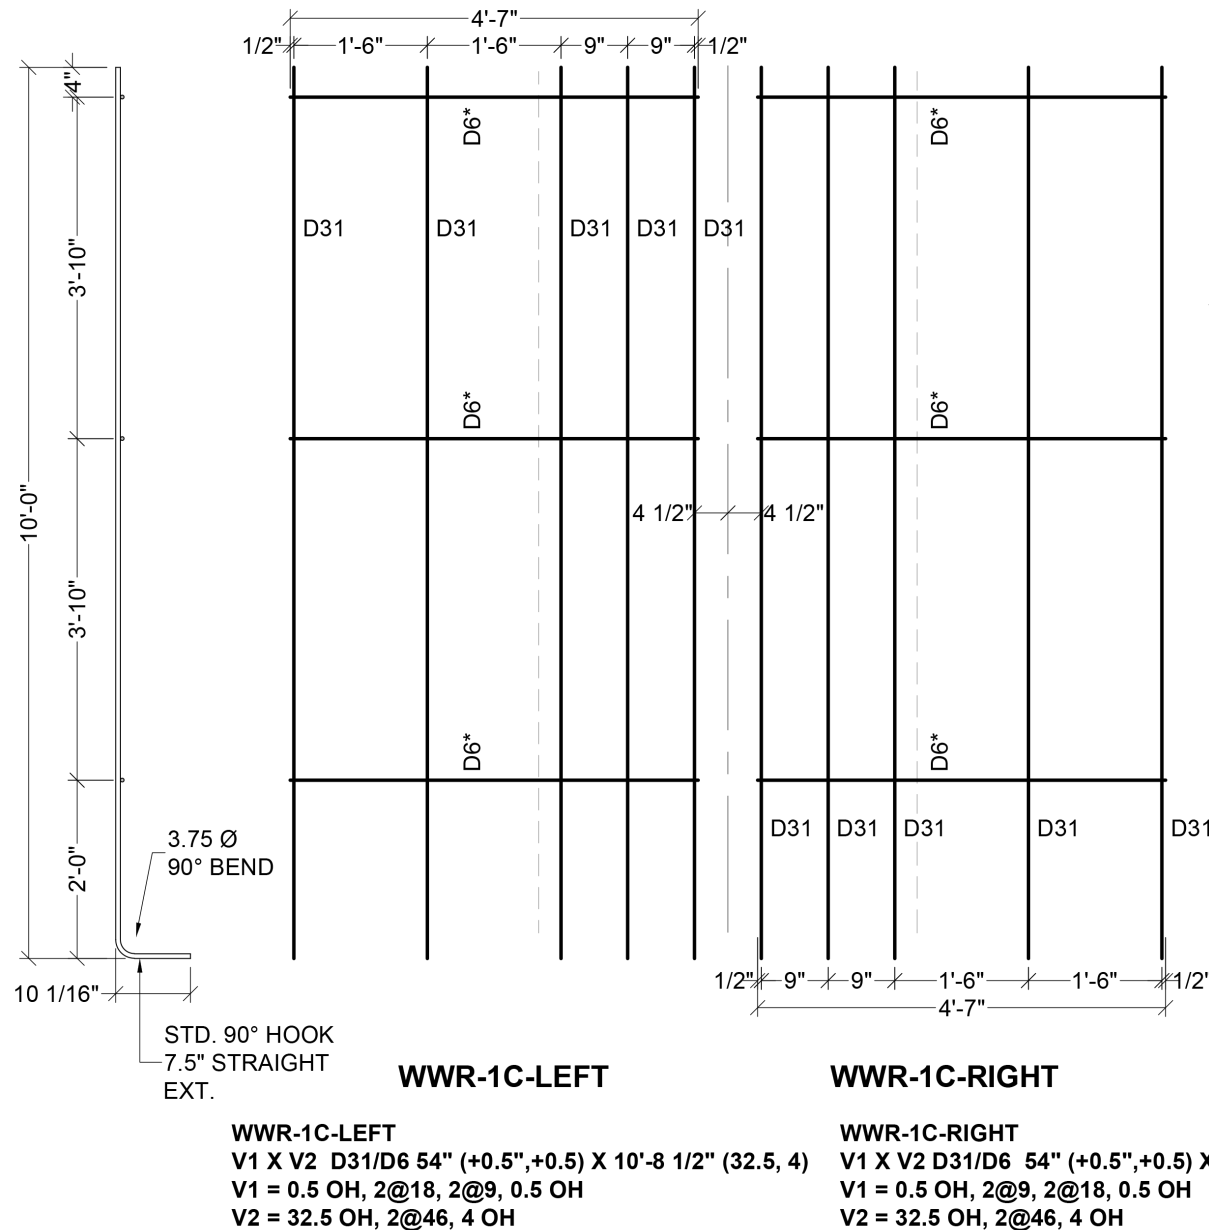 4'-7"
1/2" 1'-6" 1'-6" 9" 9" 1/2"
4"
D6* D6*
D31 D31 D31 D31 D31
3'-10"
D6* D6*
10'-0"
4 1/2" 4 1/2"
3'-10"
D6* D6*
D31 D31 D31 D31 D31
3.75 Ø
90° BEND
2'-0"
1/2" 9" 9" 1'-6" 1'-6" 1/2"
10 1/16"
4'-7"
STD. 90° HOOK
7.5" STRAIGHT
EXT.
WWR-1C-LEFT WWR-1C-RIGHT
WWR-1C-LEFT
V1 X V2 D31/D6 54" (+0.5",+0.5) X 10'-8 1/2" (32.5, 4)
V1 = 0.5 OH, 2@18, 2@9, 0.5 OH
V2 = 32.5 OH, 2@46, 4 OH
WWR-1C-RIGHT
V1 X V2 D31/D6 54" (+0.5",+0.5) X
V1 = 0.5 OH, 2@9, 2@18, 0.5 OH
V2 = 32.5 OH, 2@46, 4 OH